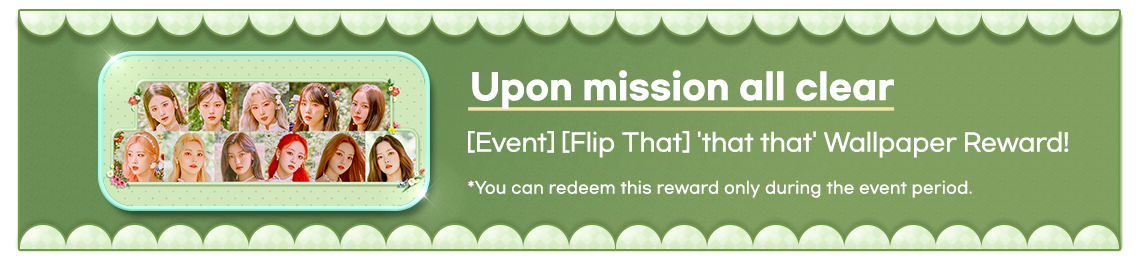 Upon mission all clear
[Event] [Flip That] 'that that' Wallpaper Reward!
*You can redeem this reward only during the event period.